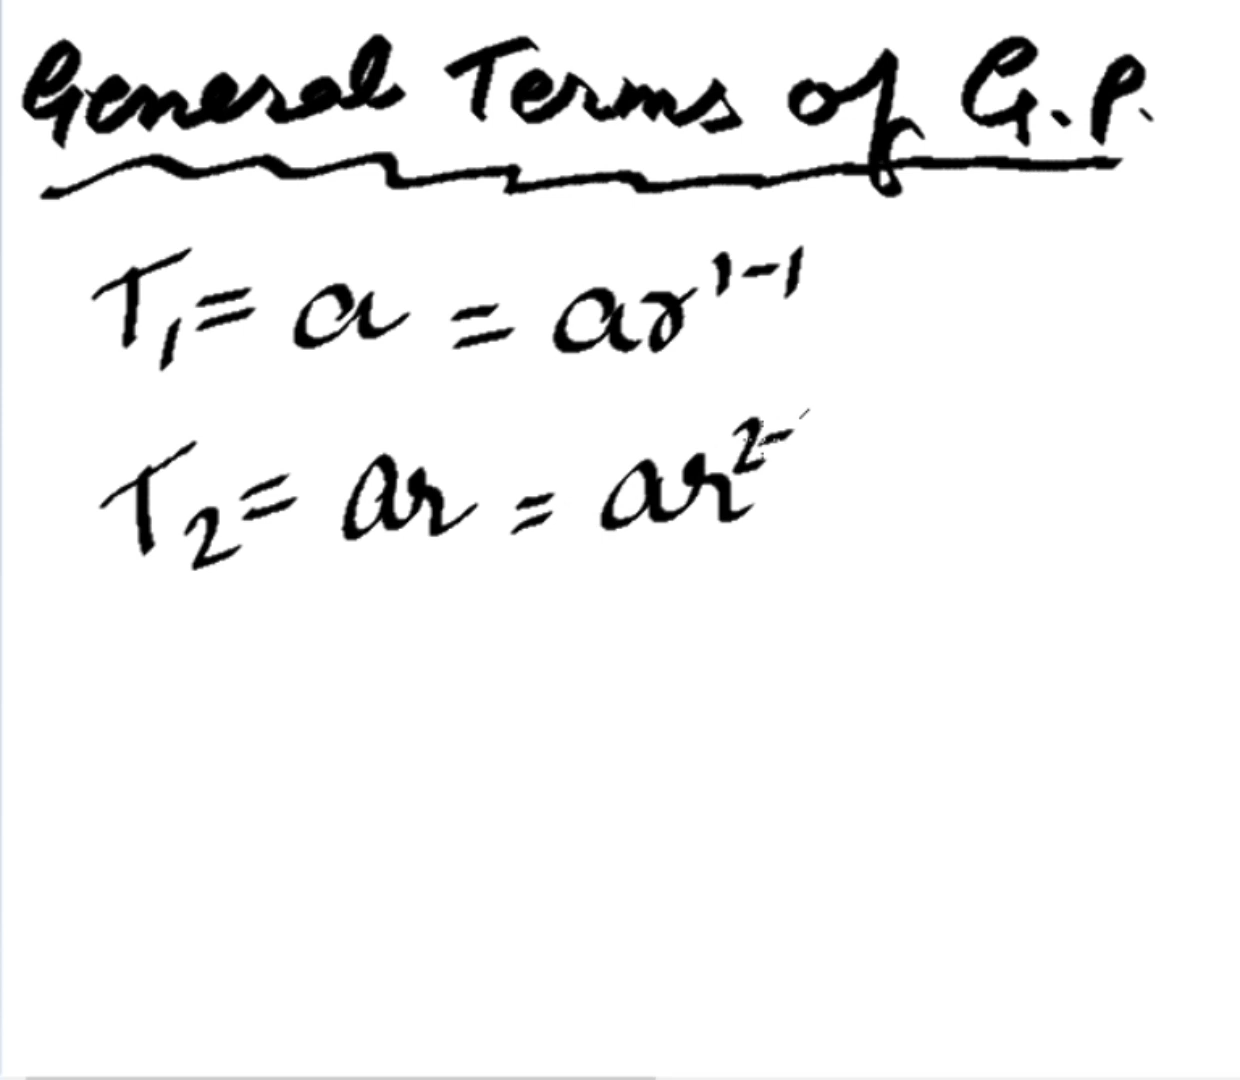 General Terms of G.P.
T₁ = a = ar¹⁻¹
T₂ = ar = ar²⁻